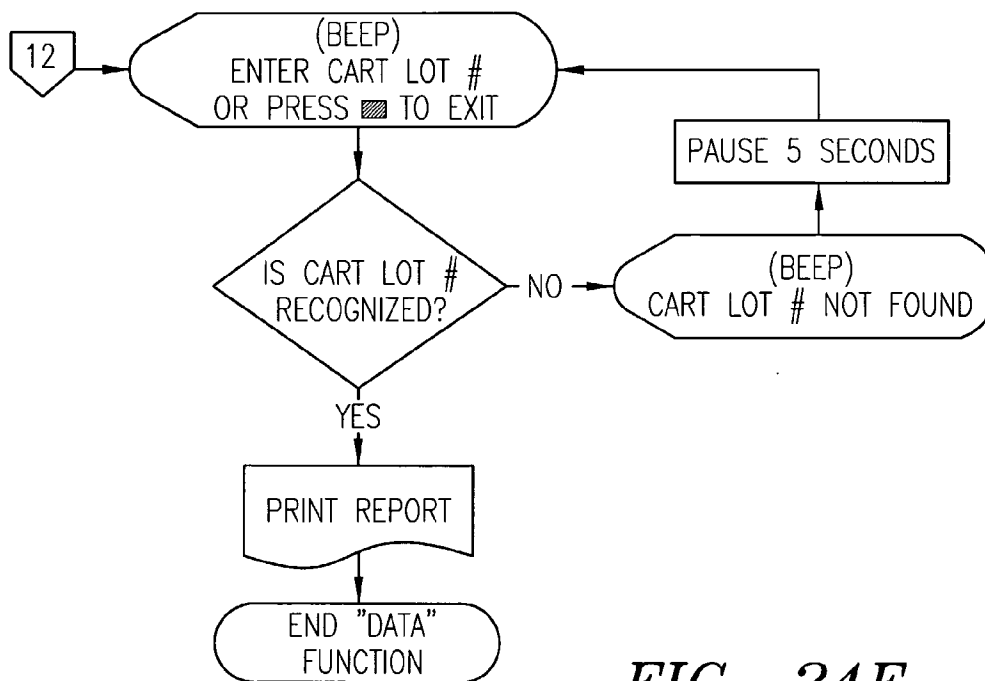 12
(BEEP)
ENTER CART LOT #
OR PRESS ▨ TO EXIT
PAUSE 5 SECONDS
IS CART LOT #
RECOGNIZED?
NO
(BEEP)
CART LOT # NOT FOUND
YES
PRINT REPORT
END "DATA"
FUNCTION